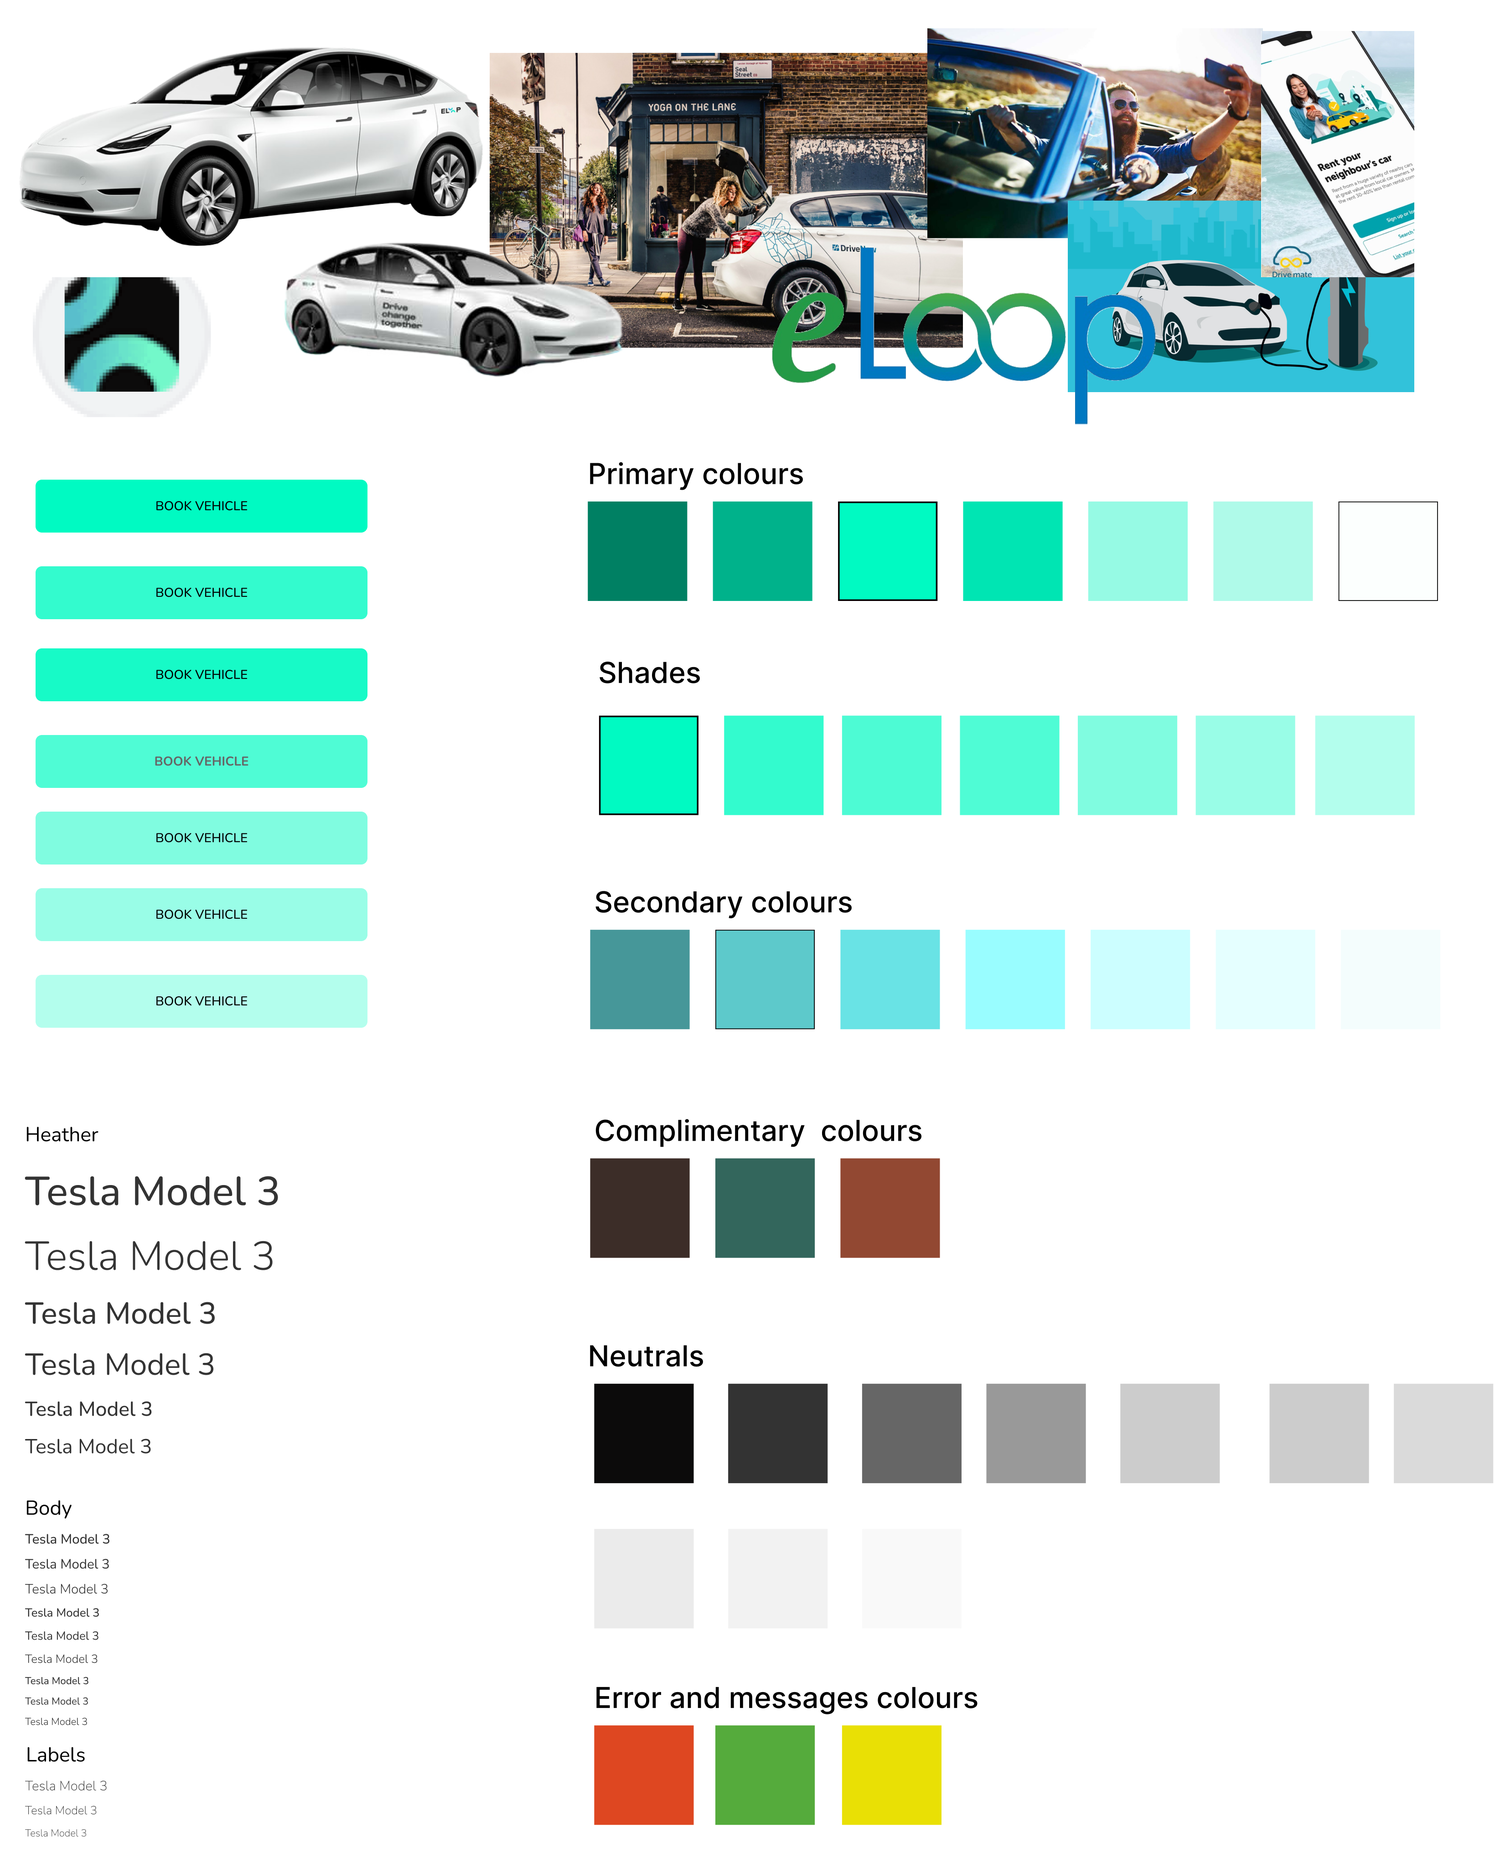 ELOOP
YOGA ON THE LANE
Seal
Street
Drive
change
together
Rent your
neighbour's car
Drive mate
eLoop
BOOK VEHICLE
BOOK VEHICLE
BOOK VEHICLE
BOOK VEHICLE
BOOK VEHICLE
BOOK VEHICLE
BOOK VEHICLE
Primary colours
Shades
Secondary colours
Complimentary  colours
Neutrals
Error and messages colours
Heather
Tesla Model 3
Tesla Model 3
Tesla Model 3
Tesla Model 3
Tesla Model 3
Tesla Model 3
Body
Tesla Model 3
Tesla Model 3
Tesla Model 3
Tesla Model 3
Tesla Model 3
Tesla Model 3
Tesla Model 3
Tesla Model 3
Tesla Model 3
Labels
Tesla Model 3
Tesla Model 3
Tesla Model 3